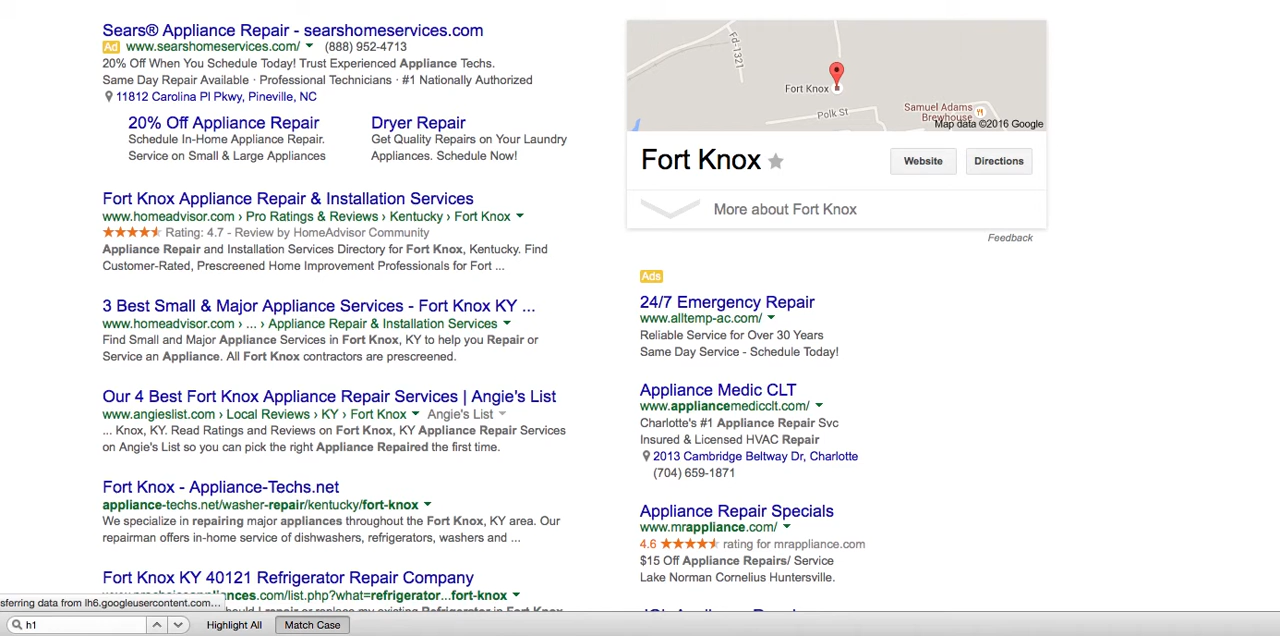 Sears® Appliance Repair - searshomeservices.com
Ad www.searshomeservices.com/ (888) 952-4713
20% Off When You Schedule Today! Trust Experienced Appliance Techs.
Same Day Repair Available · Professional Technicians · #1 Nationally Authorized
11812 Carolina Pl Pkwy, Pineville, NC
20% Off Appliance Repair
Schedule In-Home Appliance Repair.
Service on Small & Large Appliances
Dryer Repair
Get Quality Repairs on Your Laundry
Appliances. Schedule Now!
Fort Knox Appliance Repair & Installation Services
www.homeadvisor.com › Pro Ratings & Reviews › Kentucky › Fort Knox
Rating: 4.7 - Review by HomeAdvisor Community
Appliance Repair and Installation Services Directory for Fort Knox, Kentucky. Find
Customer-Rated, Prescreened Home Improvement Professionals for Fort ...
3 Best Small & Major Appliance Services - Fort Knox KY ...
www.homeadvisor.com › ... › Appliance Repair & Installation Services
Find Small and Major Appliance Services in Fort Knox, KY to help you Repair or
Service an Appliance. All Fort Knox contractors are prescreened.
Our 4 Best Fort Knox Appliance Repair Services | Angie's List
www.angieslist.com › Local Reviews › KY › Fort Knox Angie's List
... Knox, KY. Read Ratings and Reviews on Fort Knox, KY Appliance Repair Services
on Angie's List so you can pick the right Appliance Repaired the first time.
Fort Knox - Appliance-Techs.net
appliance-techs.net/washer-repair/kentucky/fort-knox
We specialize in repairing major appliances throughout the Fort Knox, KY area. Our
repairman offers in-home service of dishwashers, refrigerators, washers and ...
Fort Knox KY 40121 Refrigerator Repair Company
.com/list.php?what=refrigerator...fort-knox
sferring data from lh6.googleusercontent.com...
Fd-1321
Fort Knox
Polk St
Samuel Adams
Brewhouse
Map data ©2016 Google
Fort Knox
Website
Directions
More about Fort Knox
Feedback
Ads
24/7 Emergency Repair
www.alltemp-ac.com/
Reliable Service for Over 30 Years
Same Day Service - Schedule Today!
Appliance Medic CLT
www.appliancemedicclt.com/
Charlotte's #1 Appliance Repair Svc
Insured & Licensed HVAC Repair
2013 Cambridge Beltway Dr, Charlotte
(704) 659-1871
Appliance Repair Specials
www.mrappliance.com/
4.6 rating for mrappliance.com
$15 Off Appliance Repairs/ Service
Lake Norman Cornelius Huntersville.
h1
Highlight All
Match Case